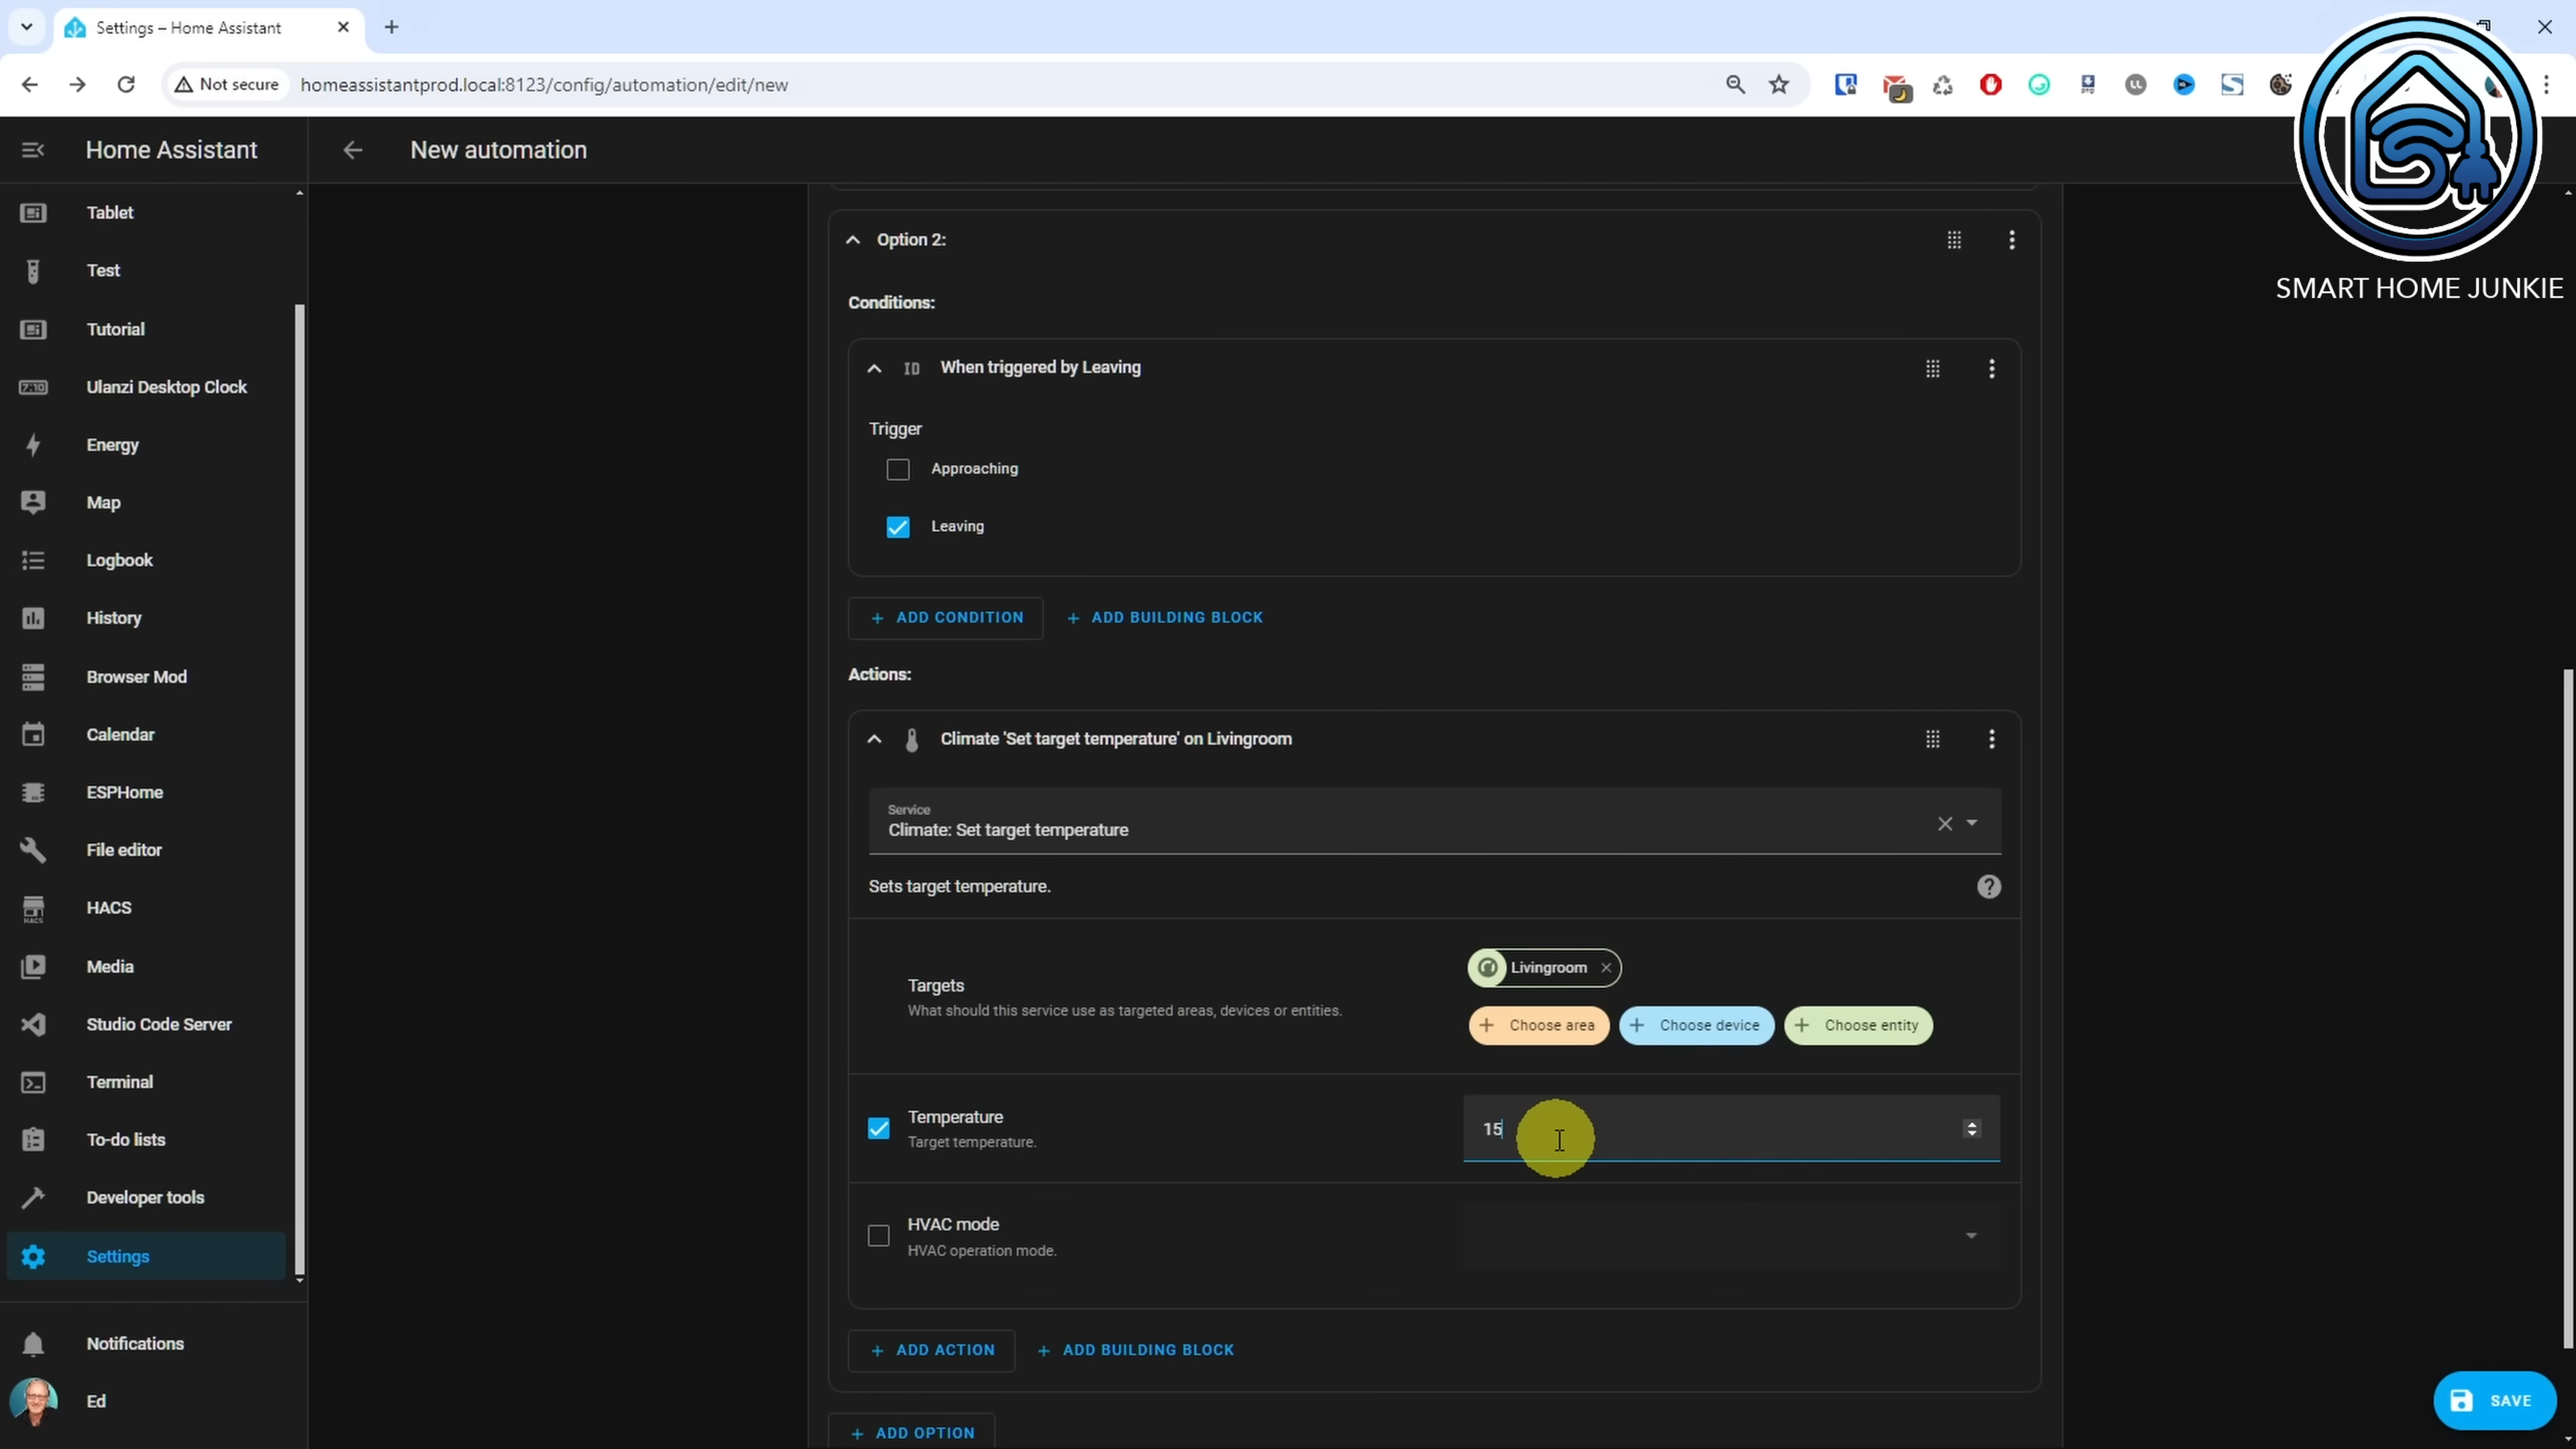 Settings – Home Assistant
Not secure
homeassistantprod.local:8123/config/automation/edit/new
Home Assistant
New automation
SMART HOME JUNKIE
Tablet
Test
Tutorial
Ulanzi Desktop Clock
Energy
Map
Logbook
History
Browser Mod
Calendar
ESPHome
File editor
HACS
Media
Studio Code Server
Terminal
To-do lists
Developer tools
Settings
Notifications
Ed
Option 2:
Conditions:
ID When triggered by Leaving
Trigger
Approaching
Leaving
+ ADD CONDITION + ADD BUILDING BLOCK
Actions:
Climate 'Set target temperature' on Livingroom
Service
Climate: Set target temperature
Sets target temperature.
Livingroom
Targets
What should this service use as targeted areas, devices or entities.
+ Choose area + Choose device + Choose entity
Temperature
Target temperature.
15
HVAC mode
HVAC operation mode.
+ ADD ACTION + ADD BUILDING BLOCK
+ ADD OPTION
SAVE